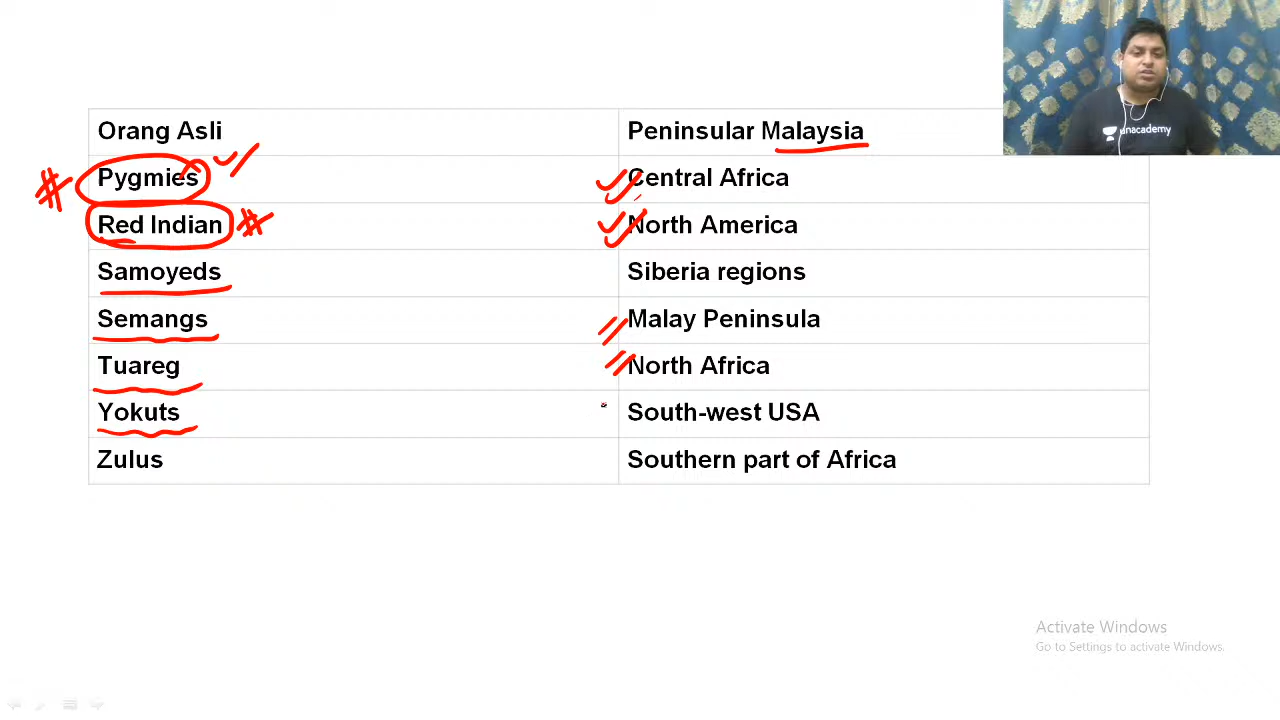 Orang Asli Peninsular Malaysia
unacademy
# Pygmies Central Africa
Red Indian # North America
Samoyeds Siberia regions
Semangs Malay Peninsula
Tuareg North Africa
Yokuts South-west USA
Zulus Southern part of Africa
Activate Windows
Go to Settings to activate Windows.